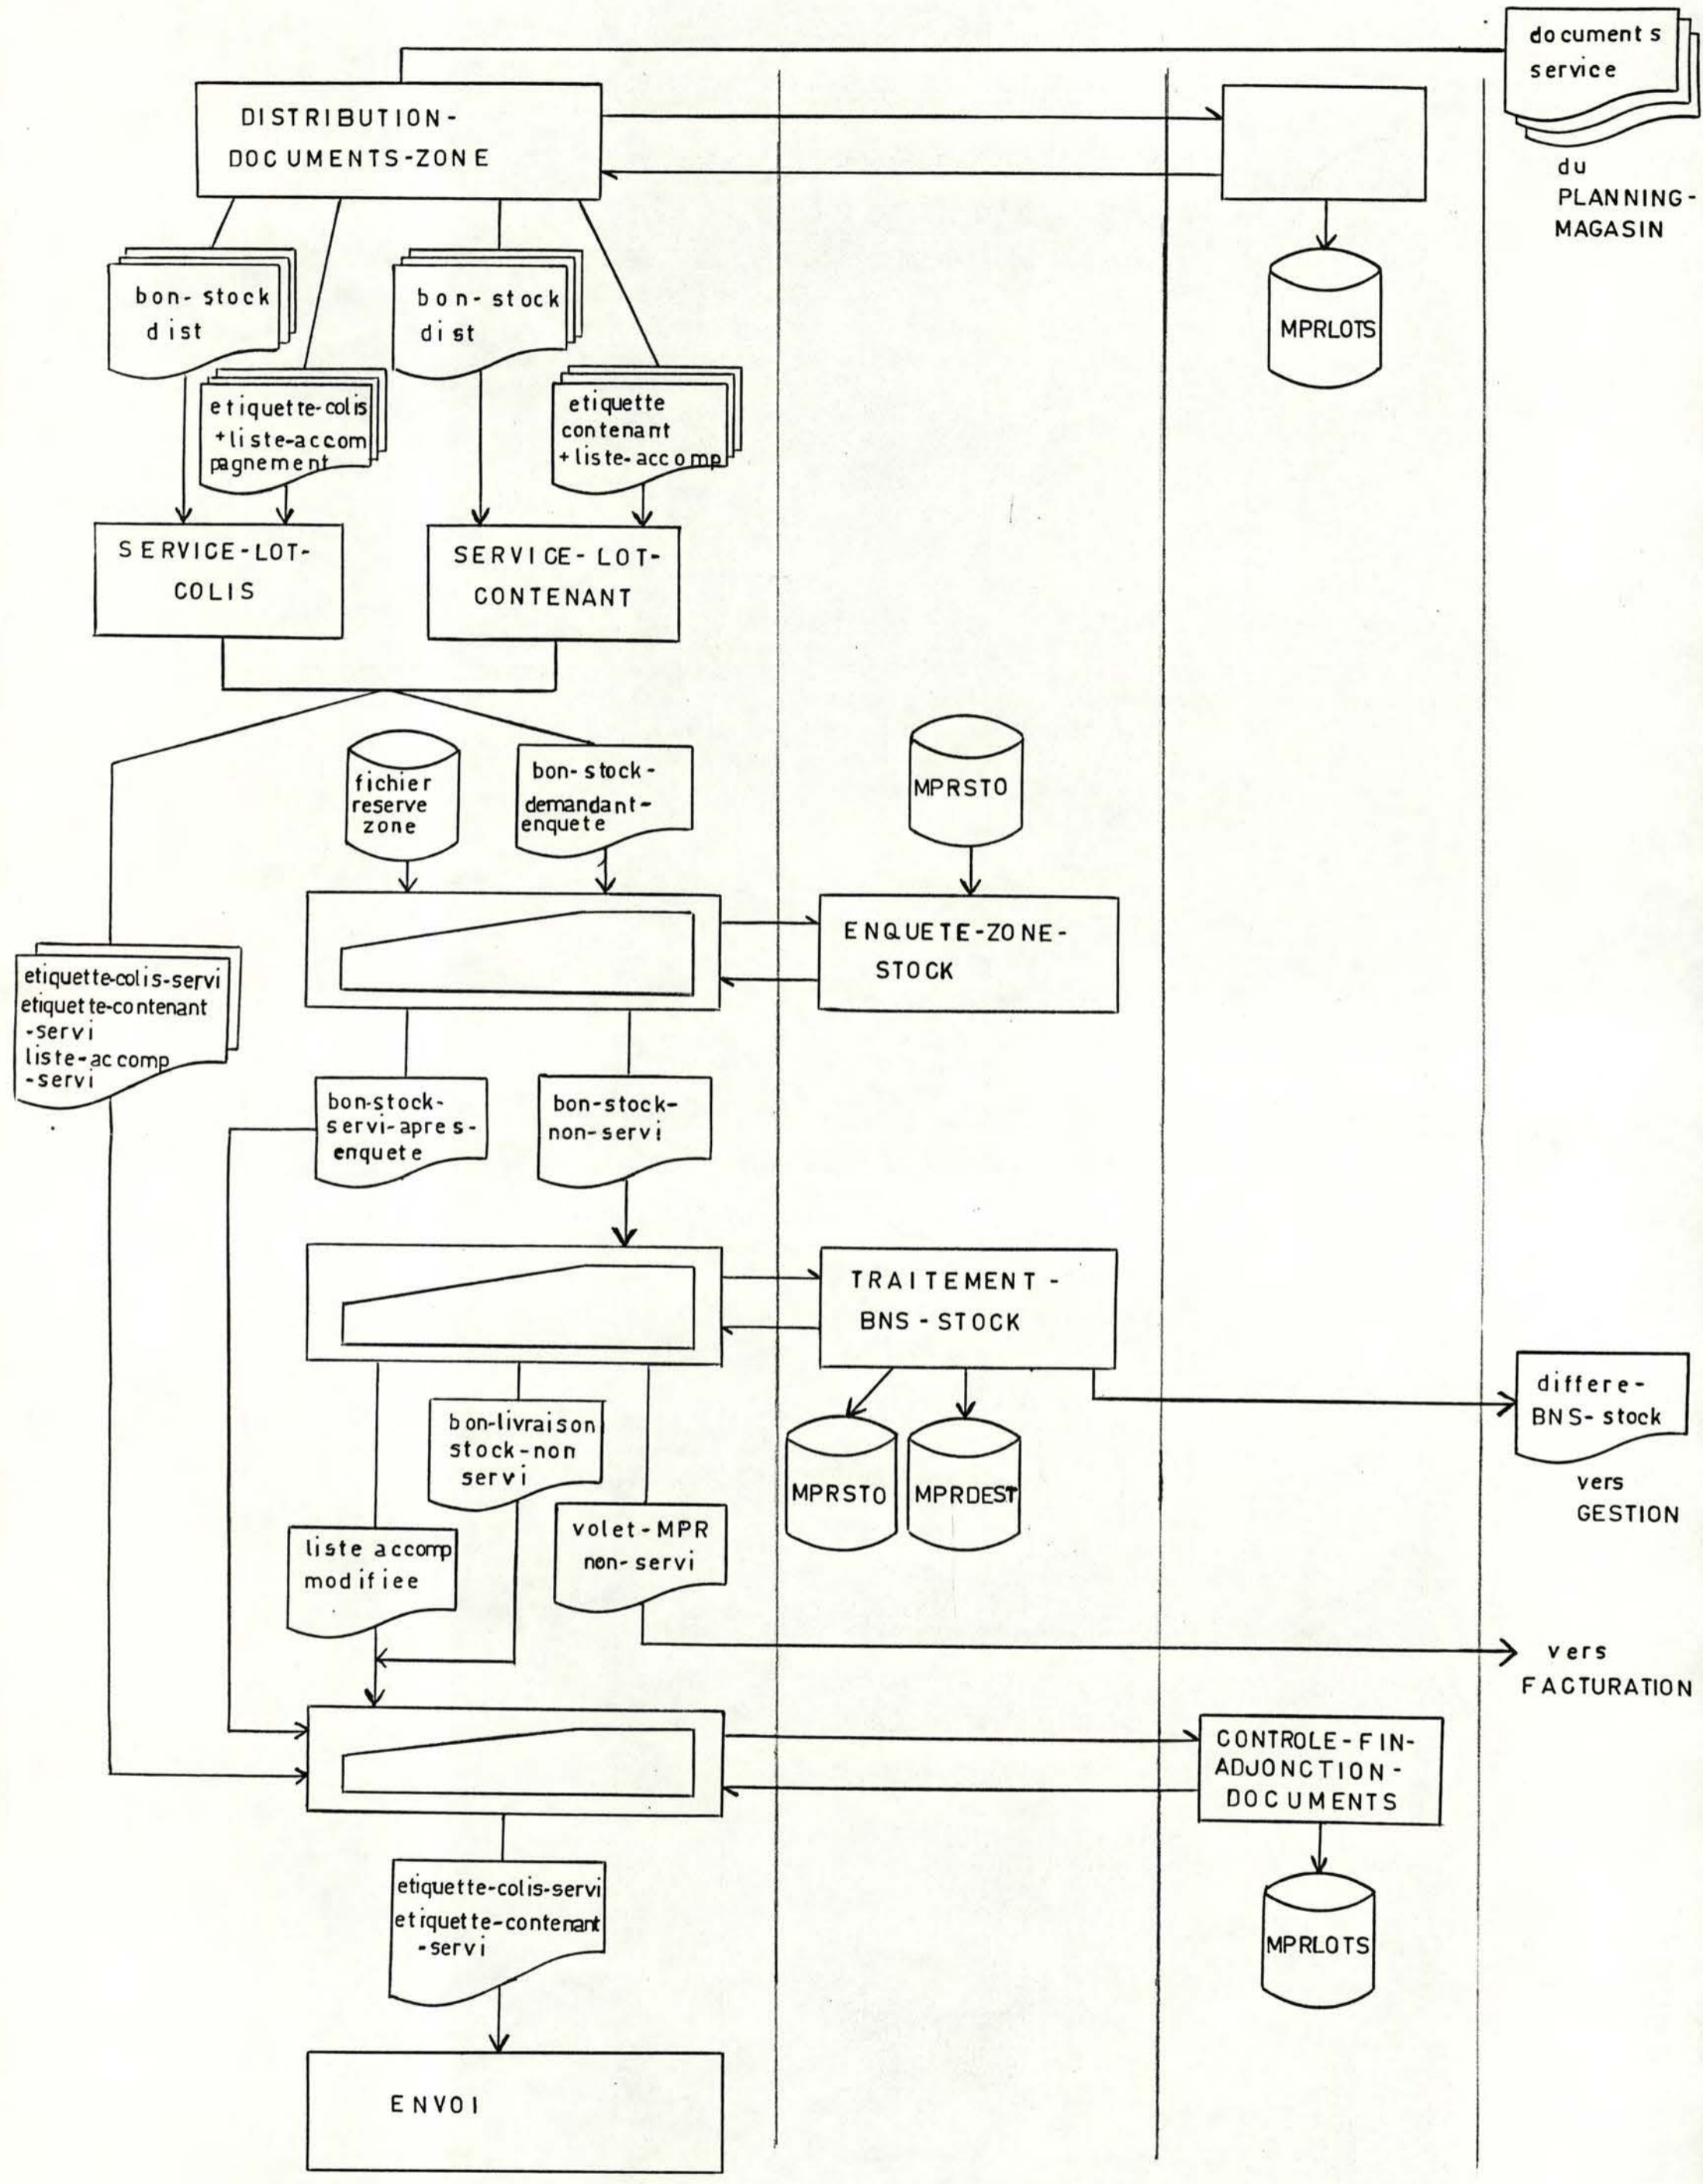 documents
service
du
PLANNING-
MAGASIN
DISTRIBUTION-
DOCUMENTS-ZONE
bon-stock
dist
bon-stock
dist
MPRLOTS
etiquette-colis
+liste-accom
pagnement
etiquette
contenant
+liste-accomp
SERVICE-LOT-
COLIS
SERVICE-LOT-
CONTENANT
fichier
reserve
zone
bon-stock-
demandant-
enquete
MPRSTO
ENQUETE-ZONE-
STOCK
etiquette-colis-servi
etiquette-contenant
-servi
liste-accomp
-servi
bon-stock-
servi-apres-
enquete
bon-stock-
non-servi
TRAITEMENT-
BNS-STOCK
differe-
BNS-stock
vers
GESTION
bon-livraison
stock-non
servi
MPRSTO
MPRDEST
volet-MPR
non-servi
liste accomp
modifiee
vers
FACTURATION
CONTROLE-FIN-
ADJONCTION-
DOCUMENTS
etiquette-colis-servi
etiquette-contenant
-servi
MPRLOTS
ENVOI